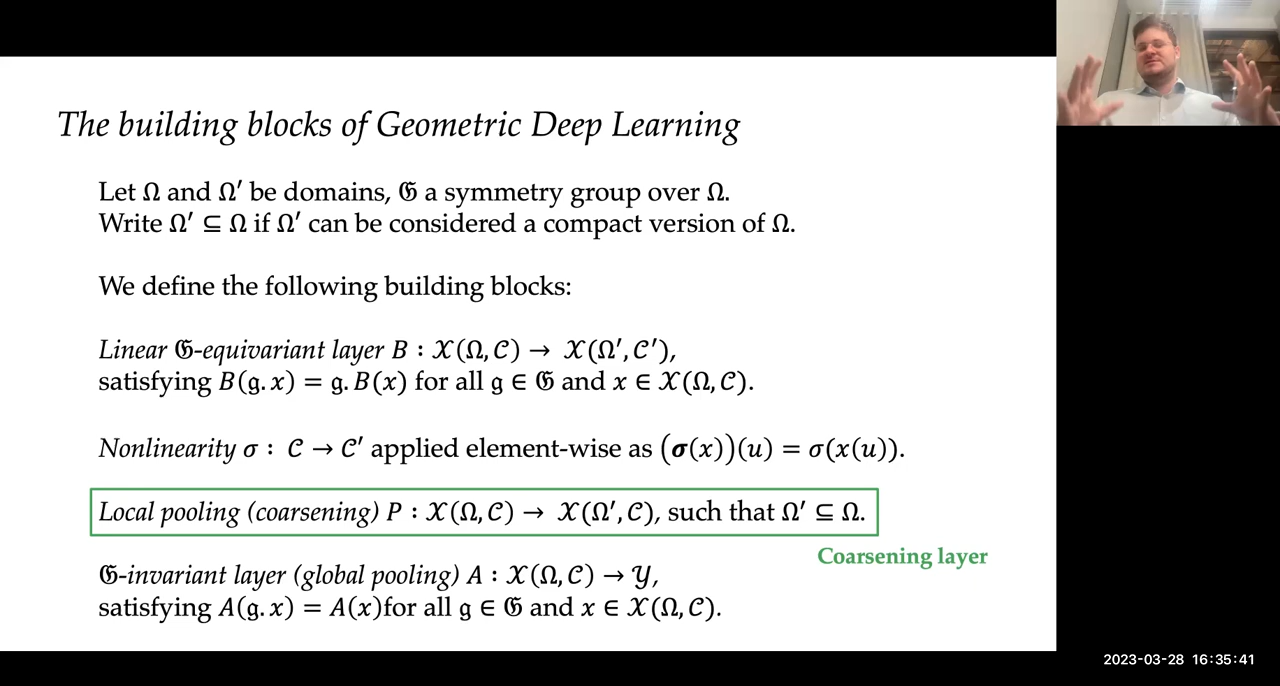 The building blocks of Geometric Deep Learning
Let Ω and Ω′ be domains, 𝔊 a symmetry group over Ω.
Write Ω′ ⊆ Ω if Ω′ can be considered a compact version of Ω.
We define the following building blocks:
Linear 𝔊-equivariant layer B : 𝒳(Ω, 𝒞) → 𝒳(Ω′, 𝒞′),
satisfying B(𝔤.x) = 𝔤.B(x) for all 𝔤 ∈ 𝔊 and x ∈ 𝒳(Ω, 𝒞).
Nonlinearity σ : 𝒞 → 𝒞′ applied element-wise as (𝝈(x))(u) = σ(x(u)).
Local pooling (coarsening) P : 𝒳(Ω, 𝒞) → 𝒳(Ω′, 𝒞), such that Ω′ ⊆ Ω.
Coarsening layer
𝔊-invariant layer (global pooling) A : 𝒳(Ω, 𝒞) → 𝒴,
satisfying A(𝔤.x) = A(x)for all 𝔤 ∈ 𝔊 and x ∈ 𝒳(Ω, 𝒞).
2023-03-28 16:35:41